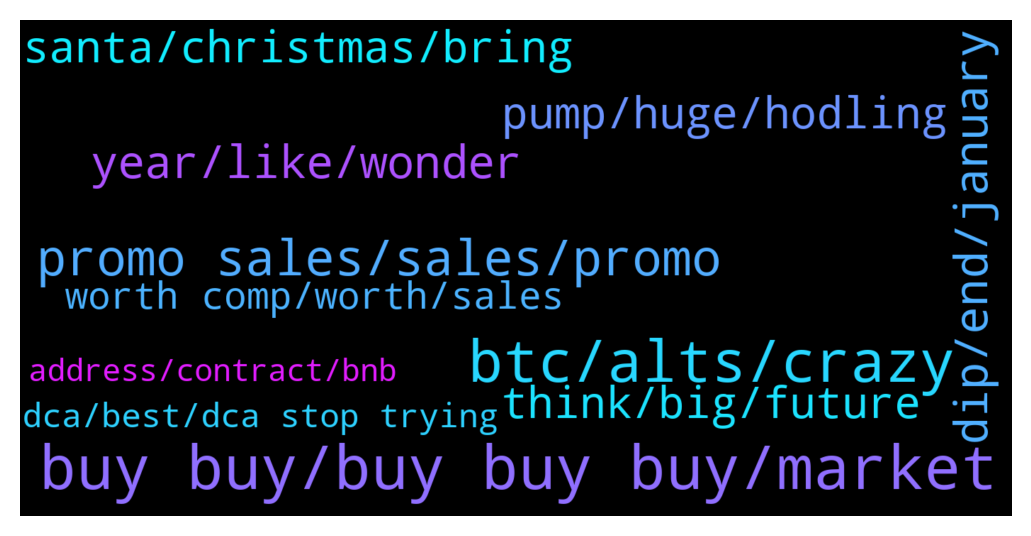 santa/christmas/bring
pump/huge/hodling
year/like/wonder
dip/end/january
promo sales/sales/promo
worth comp/worth/sales
btc/alts/crazy
address/contract/bnb
think/big/future
dca/best/dca stop trying
buy buy/buy buy buy/market